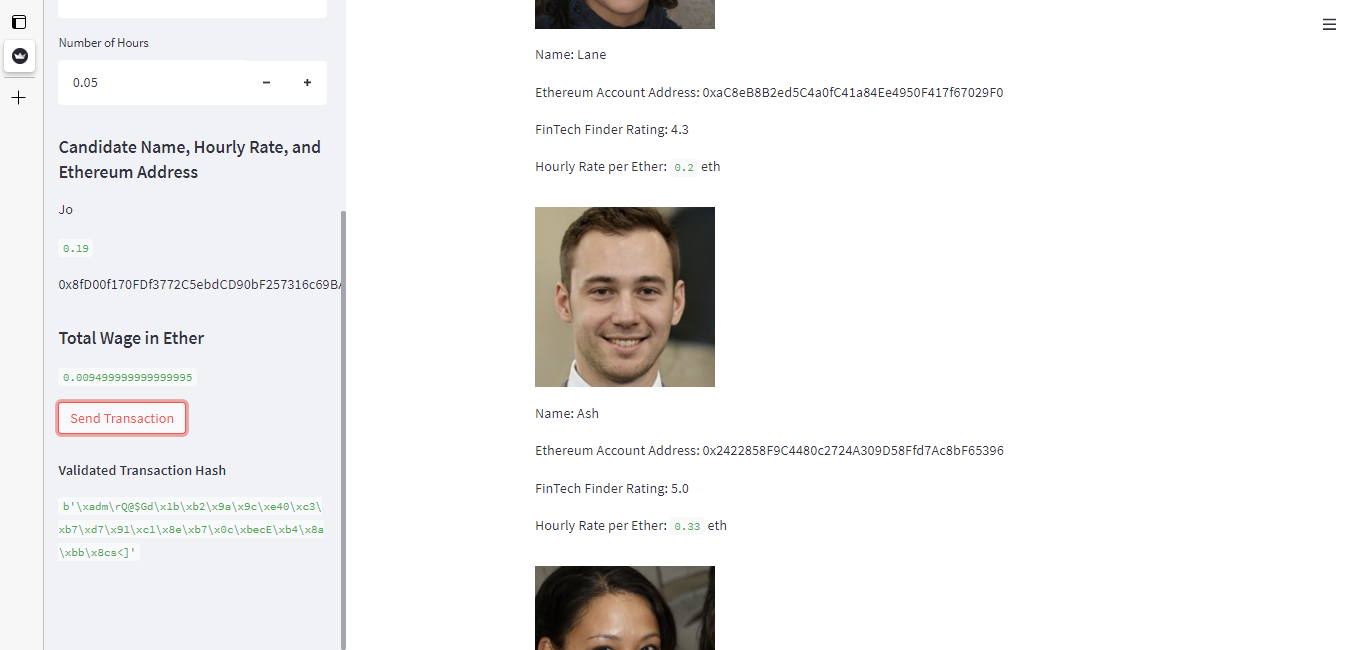 Number of Hours
0.05
Candidate Name, Hourly Rate, and
Ethereum Address
Jo
0.19
0x8fD00f170FDf3772C5ebdCD90bF257316c69BA
Total Wage in Ether
0.009499999999999995
Send Transaction
Validated Transaction Hash
b'\xadm\rQ@$Gd\x1b\xb2\x9a\x9c\xe40\xc3\
xb7\xd7\x91\xc1\x8e\xb7\x0c\xbecE\xb4\x8a
\xbb\x8cs<]'
Name: Lane
Ethereum Account Address: 0xaC8eB8B2ed5C4a0fC41a84Ee4950F417f67029F0
FinTech Finder Rating: 4.3
Hourly Rate per Ether: 0.2 eth
Name: Ash
Ethereum Account Address: 0x2422858F9C4480c2724A309D58Ffd7Ac8bF65396
FinTech Finder Rating: 5.0
Hourly Rate per Ether: 0.33 eth